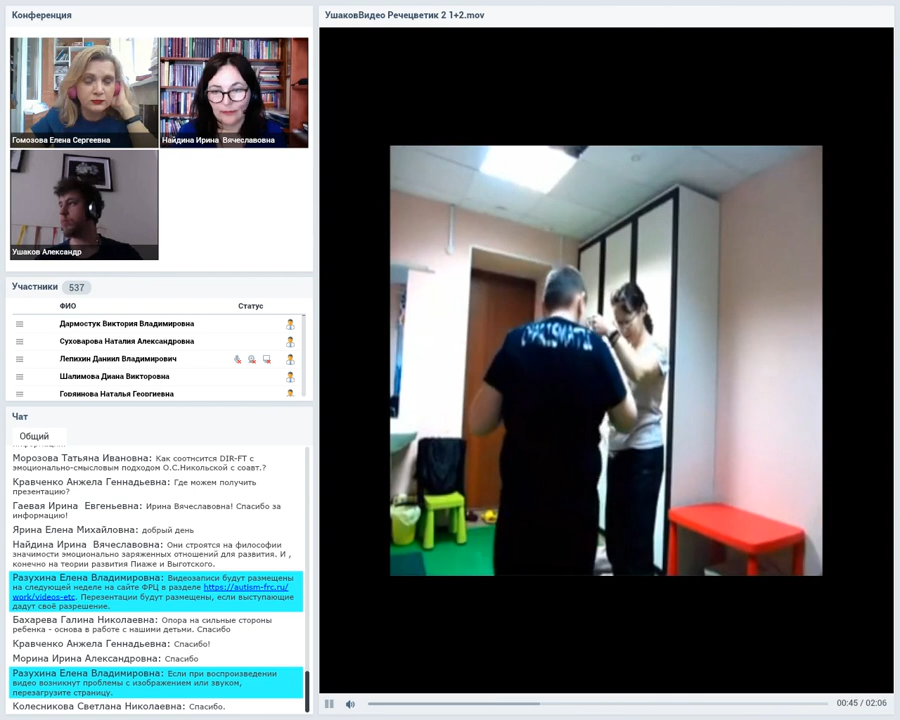 Конференция
Гомозова Елена Сергеевна
Найдина Ирина Вячеславовна
Ушаков Александр
Участники 537
ФИО Статус
Дармостук Виктория Владимировна
Суховарова Наталия Александровна
Лепихин Даниил Владимирович
Шалимова Диана Викторовна
Горяинова Наталья Георгиевна
Чат
Общий
Морозова Татьяна Ивановна: Как соотнсится DIR-FT с
эмоционально-смысловым подходом О.С.Никольской с соавт.?
Кравченко Анжела Геннадьевна: Где можем получить
презентацию?
Гаевая Ирина Евгеньевна: Ирина Вячеславовна! Спасибо за
информацию!
Ярина Елена Михайловна: добрый день
Найдина Ирина Вячеславовна: Они строятся на философии
значимости эмоционально заряженных отношений для развития. И ,
конечно на теории развития Пиаже и Выготского.
Разухина Елена Владимировна: Видеозаписи будут размещены
на следующей неделе на сайте ФРЦ в разделе https://autism-frc.ru/
work/videos-etc. Перезентации будут размещены, если выступающие
дадут своё разрешение.
Бахарева Галина Николаевна: Опора на сильные стороны
ребенка - основа в работе с нашими детьми. Спасибо
Кравченко Анжела Геннадьевна: Спасибо!
Морина Ирина Александровна: Спасибо
Разухина Елена Владимировна: Если при воспроизведении
видео возникнут проблемы с изображением или звуком,
перезагрузите страницу.
Колесникова Светлана Николаевна: Спасибо.
УшаковВидео Речецветик 2 1+2.mov
00:45 / 02:06